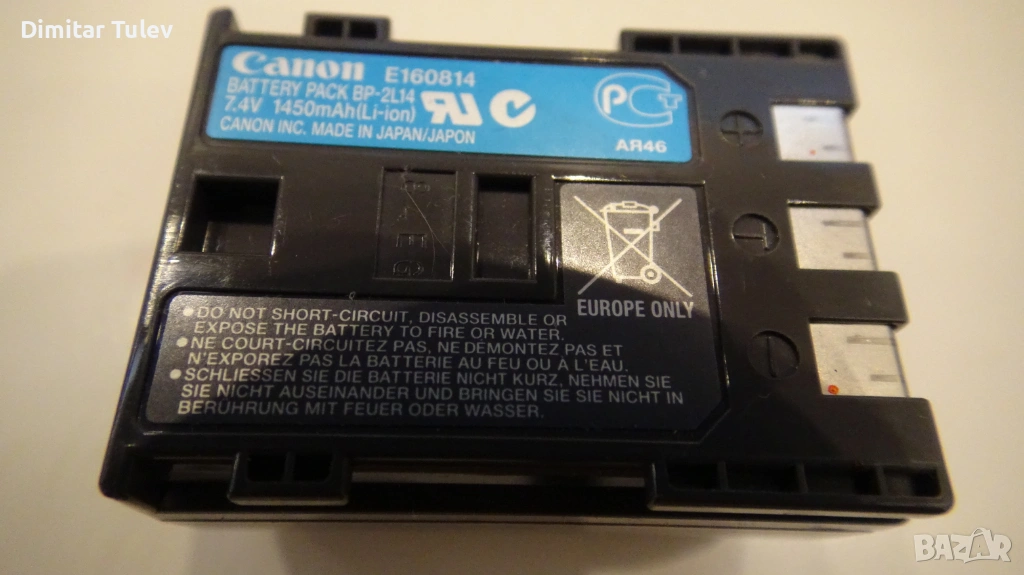 Dimitar Tulev
Canon E160814
BATTERY PACK BP-2L14
7.4V 1450mAh(Li-ion)
CANON INC. MADE IN JAPAN/JAPON
АЯ46
EUROPE ONLY
•DO NOT SHORT-CIRCUIT, DISASSEMBLE OR
EXPOSE THE BATTERY TO FIRE OR WATER.
•NE COURT-CIRCUITEZ PAS, NE DÉMONTEZ PAS ET
N'EXPOREZ PAS LA BATTERIE AU FEU OU À L'EAU.
•SCHLIESSEN SIE DIE BATTERIE NICHT KURZ, NEHMEN SIE
SIE NICHT AUSEINANDER UND BRINGEN SIE SIE NICHT IN
BERÜHRUNG MIT FEUER ODER WASSER.
BAZAR